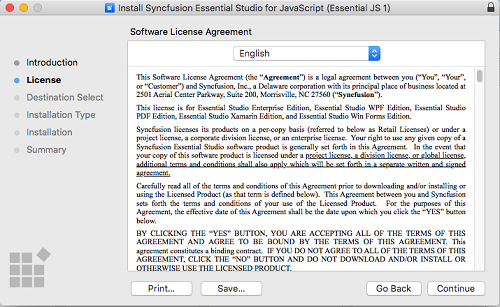 Install Syncfusion Essential Studio for JavaScript (Essential JS 1)
Software License Agreement
Introduction
License
Destination Select
Installation Type
Installation
Summary
English
This Software License Agreement (the “Agreement”) is a legal agreement between you (“You”, “Your”,
or “Customer”) and Syncfusion, Inc., a Delaware corporation with its principal place of business located at
2501 Aerial Center Parkway, Suite 200, Morrisville, NC 27560 (“Syncfusion”).
This license is for Essential Studio Enterprise Edition, Essential Studio WPF Edition, Essential Studio
PDF Edition, Essential Studio Xamarin Edition, and Essential Studio Win Forms Edition.
Syncfusion licenses its products on a per-copy basis (referred to below as Retail Licenses) or under a
project license, a corporate division license, or an enterprise license. Your right to use any given copy of a
Syncfusion Essential Studio software product is generally set forth in this Agreement. In the event that
your copy of this software product is licensed under a project license, a division license, or global license,
additional terms and conditions shall also apply which will be set forth in a separate written and signed
agreement.
Carefully read all of the terms and conditions of this Agreement prior to downloading and/or installing or
using the Licensed Product (as that term is defined below). This Agreement between you and Syncfusion
sets forth the terms and conditions of your use of the Licensed Product. For the purposes of this
Agreement, the effective date of this Agreement shall be the date upon which you click the “YES” button
below.
BY CLICKING THE “YES” BUTTON, YOU ARE ACCEPTING ALL OF THE TERMS OF THIS
AGREEMENT AND AGREE TO BE BOUND BY THE TERMS OF THIS AGREEMENT. This
agreement constitutes a binding contract. IF YOU DO NOT AGREE TO ALL OF THE TERMS OF THIS
AGREEMENT, CLICK THE “NO” BUTTON AND DO NOT DOWNLOAD AND/OR INSTALL OR
OTHERWISE USE THE LICENSED PRODUCT.
Print...
Save...
Go Back
Continue